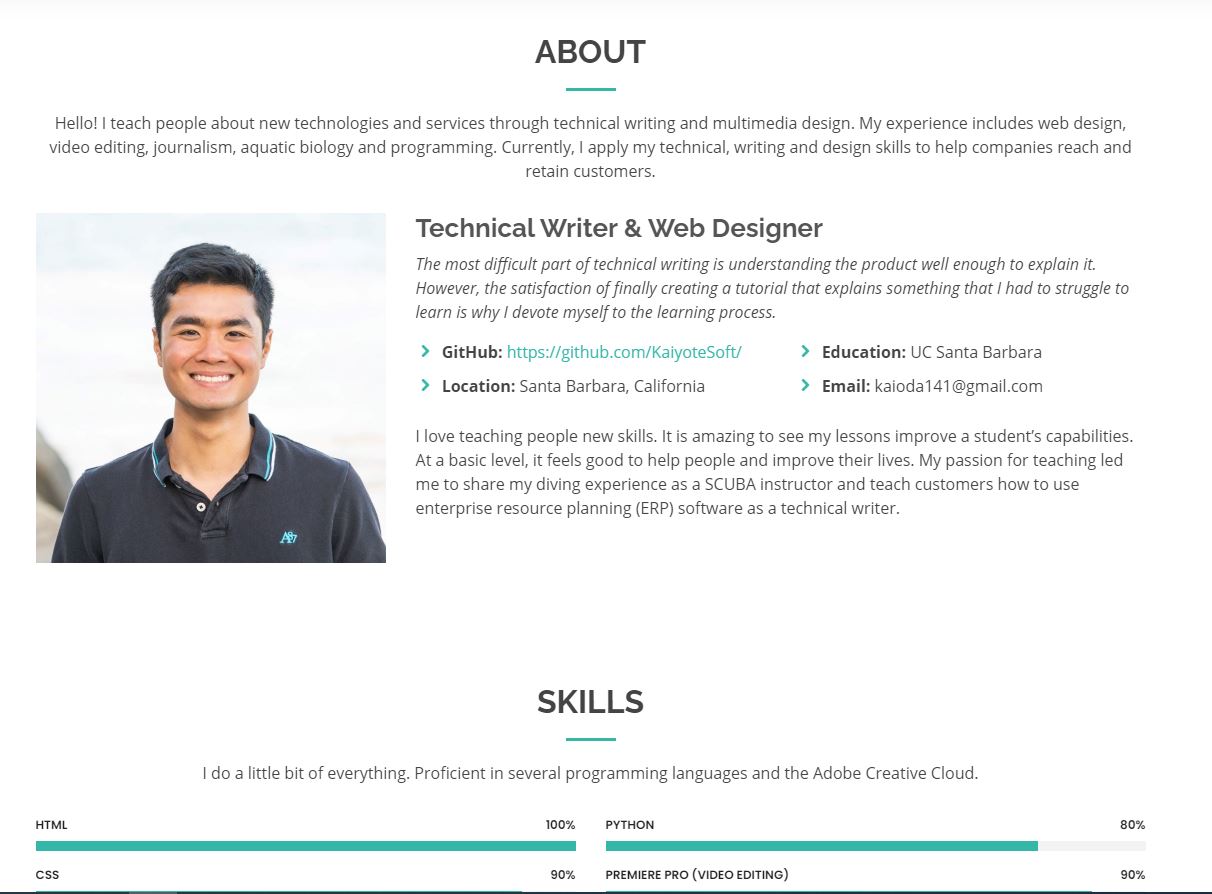 ABOUT
Hello! I teach people about new technologies and services through technical writing and multimedia design. My experience includes web design,
video editing, journalism, aquatic biology and programming. Currently, I apply my technical, writing and design skills to help companies reach and
retain customers.
Technical Writer & Web Designer
The most difficult part of technical writing is understanding the product well enough to explain it.
However, the satisfaction of finally creating a tutorial that explains something that I had to struggle to
learn is why I devote myself to the learning process.
GitHub: https://github.com/KaiyoteSoft/
Education: UC Santa Barbara
Location: Santa Barbara, California
Email: kaioda141@gmail.com
I love teaching people new skills. It is amazing to see my lessons improve a student’s capabilities.
At a basic level, it feels good to help people and improve their lives. My passion for teaching led
me to share my diving experience as a SCUBA instructor and teach customers how to use
enterprise resource planning (ERP) software as a technical writer.
A87
SKILLS
I do a little bit of everything. Proficient in several programming languages and the Adobe Creative Cloud.
HTML 100%
PYTHON 80%
CSS 90%
PREMIERE PRO (VIDEO EDITING) 90%